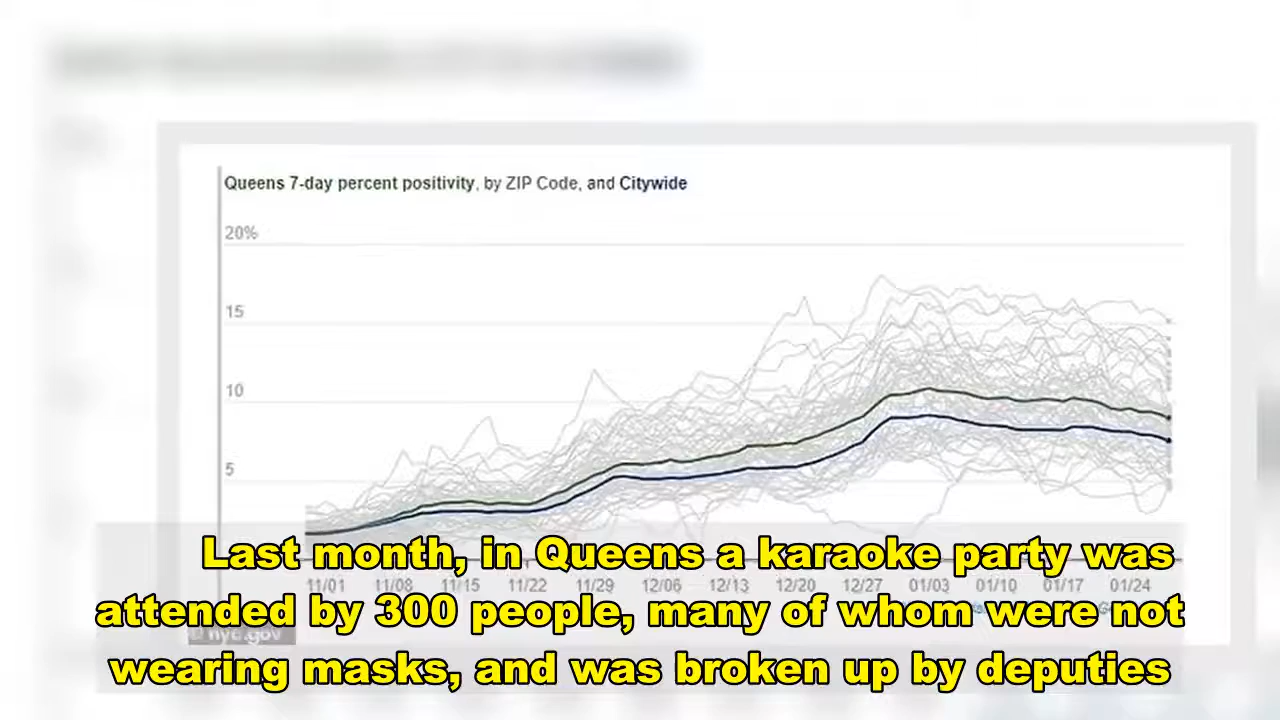 Queens 7-day percent positivity, by ZIP Code, and Citywide
20%
15
10
5
11/01 11/08 11/15 11/22 11/29 12/06 12/13 12/20 12/27 01/03 01/10 01/17 01/24
© nyc.gov
Last month, in Queens a karaoke party was
attended by 300 people, many of whom were not
wearing masks, and was broken up by deputies